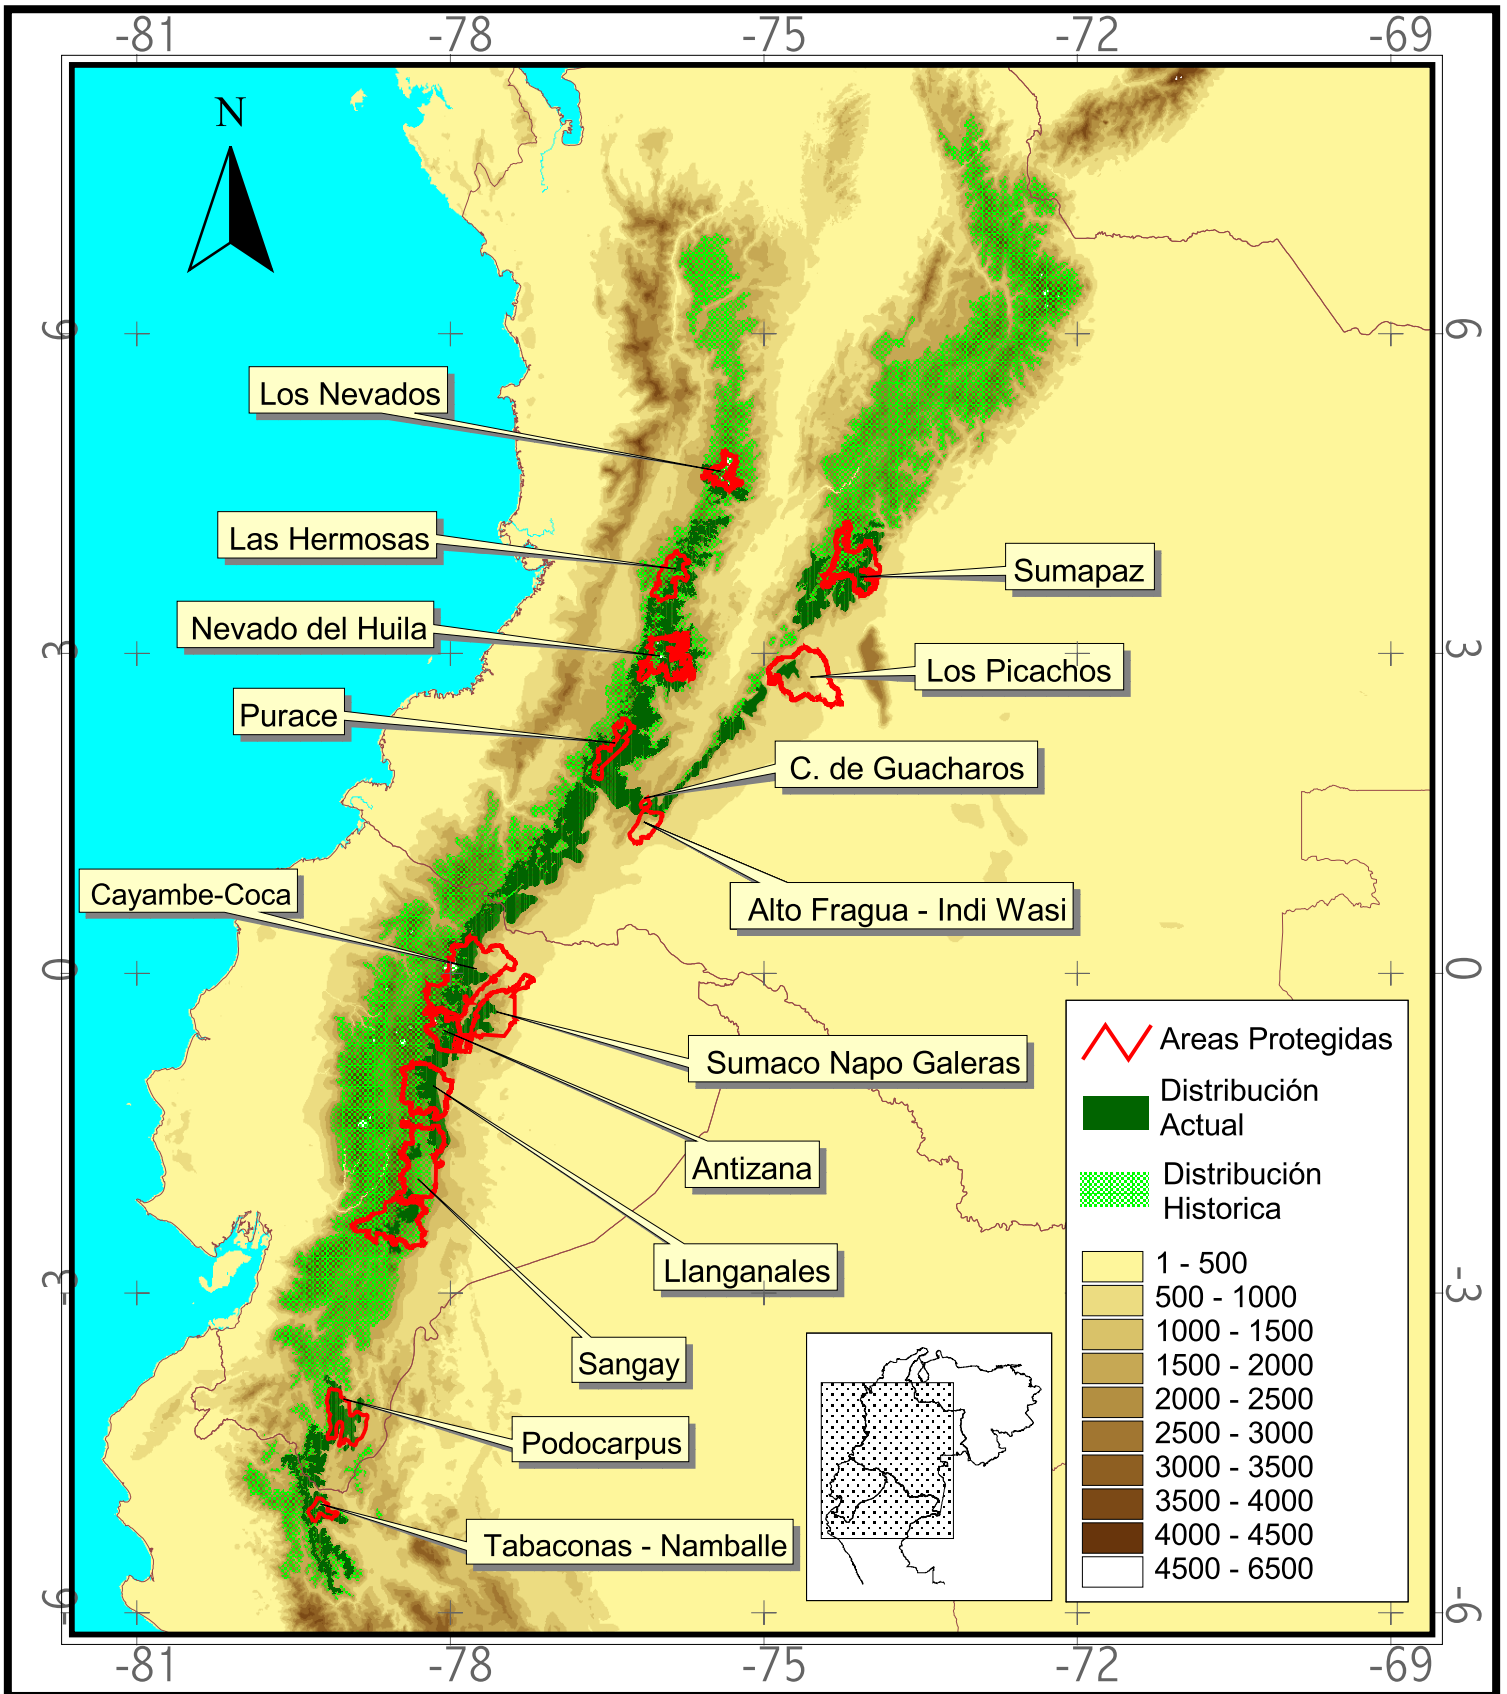 -81 -78 -75 -72 -69
N
6 6
Los Nevados
Las Hermosas
Sumapaz
Nevado del Huila
3 3
Los Picachos
Purace
C. de Guacharos
Cayambe-Coca
Alto Fragua - Indi Wasi
0 0
Areas Protegidas
Sumaco Napo Galeras
Distribución
Actual
Antizana
Distribución
Historica
Llanganales
1 - 500
-3 -3
500 - 1000
1000 - 1500
Sangay
1500 - 2000
2000 - 2500
Podocarpus
2500 - 3000
3000 - 3500
3500 - 4000
Tabaconas - Namballe
4000 - 4500
4500 - 6500
-6 -6
-81 -78 -75 -72 -69